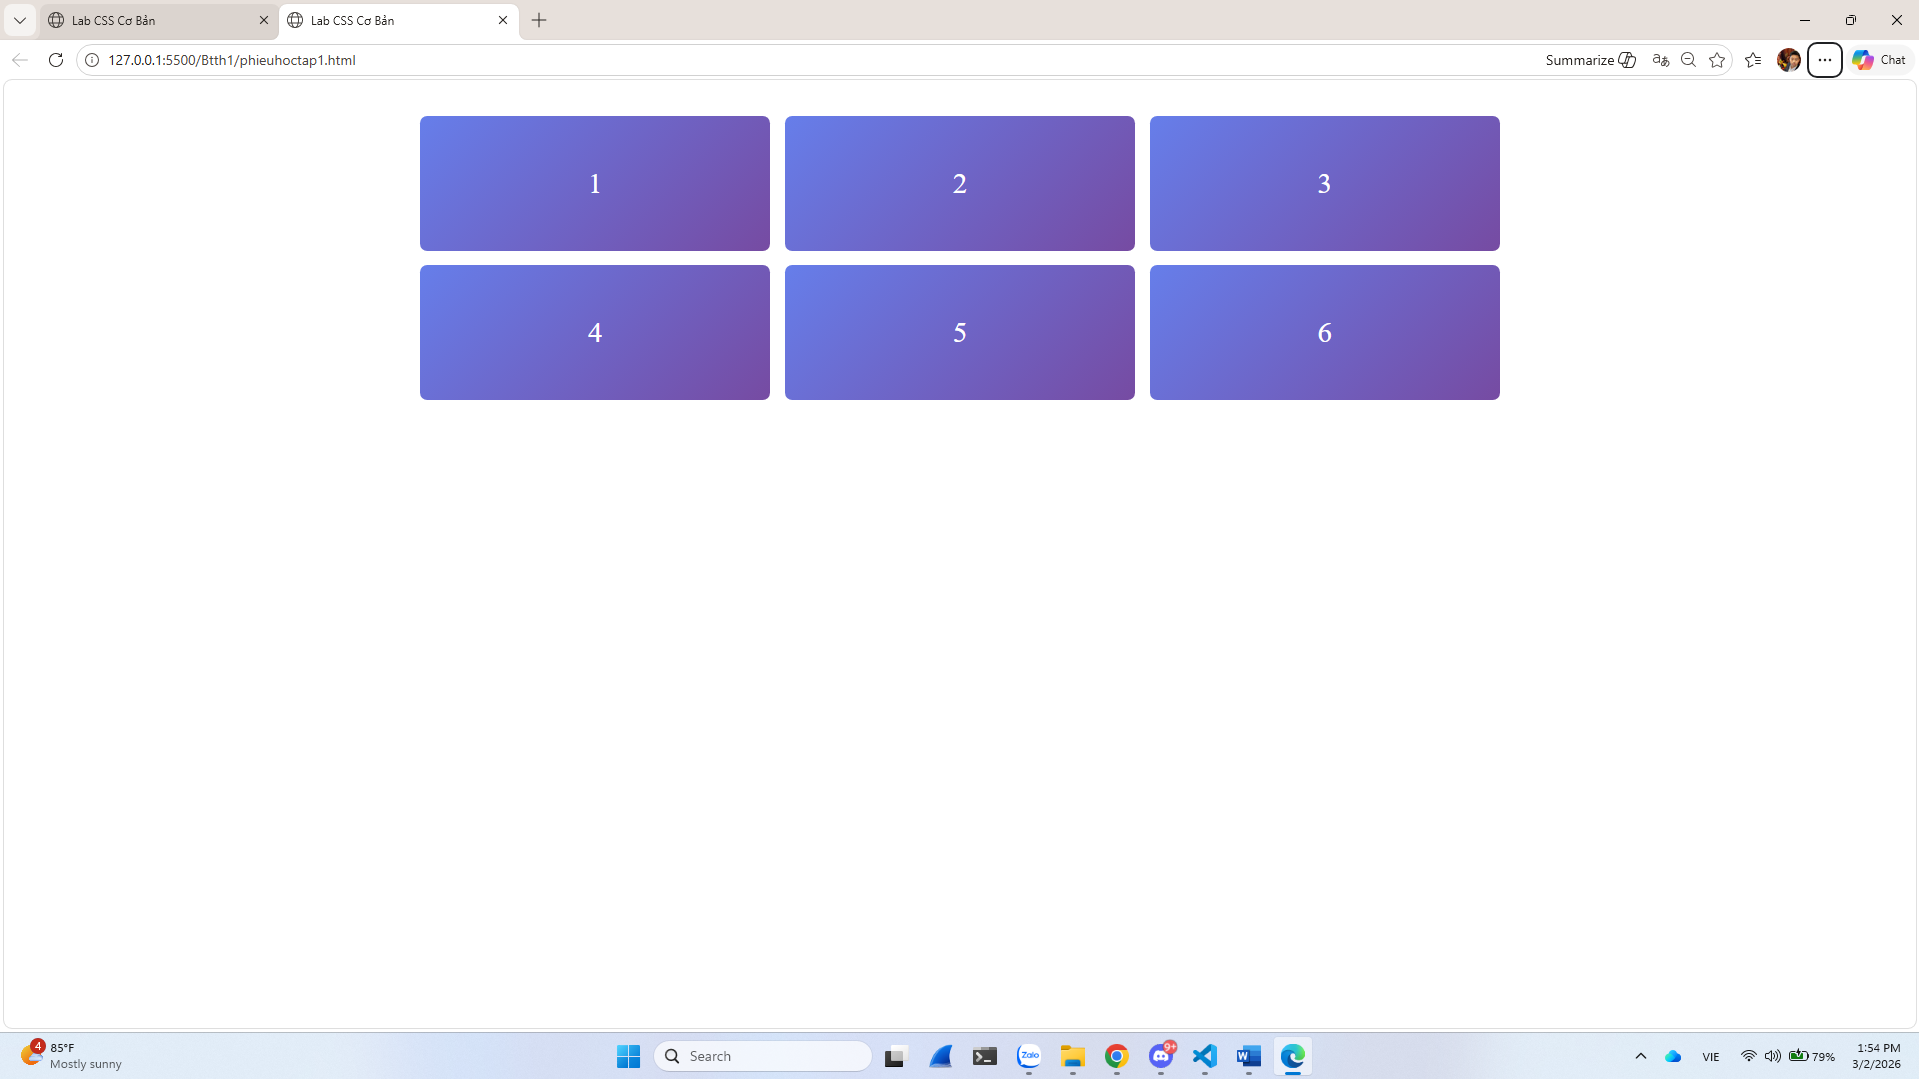 Lab CSS Cơ Bản
Lab CSS Cơ Bản
127.0.0.1:5500/Btth1/phieuhoctap1.html
Summarize
Chat
1
2
3
4
5
6
4
85°F
Mostly sunny
Search
Zalo
9+
W
VIE
79%
1:54 PM
3/2/2026